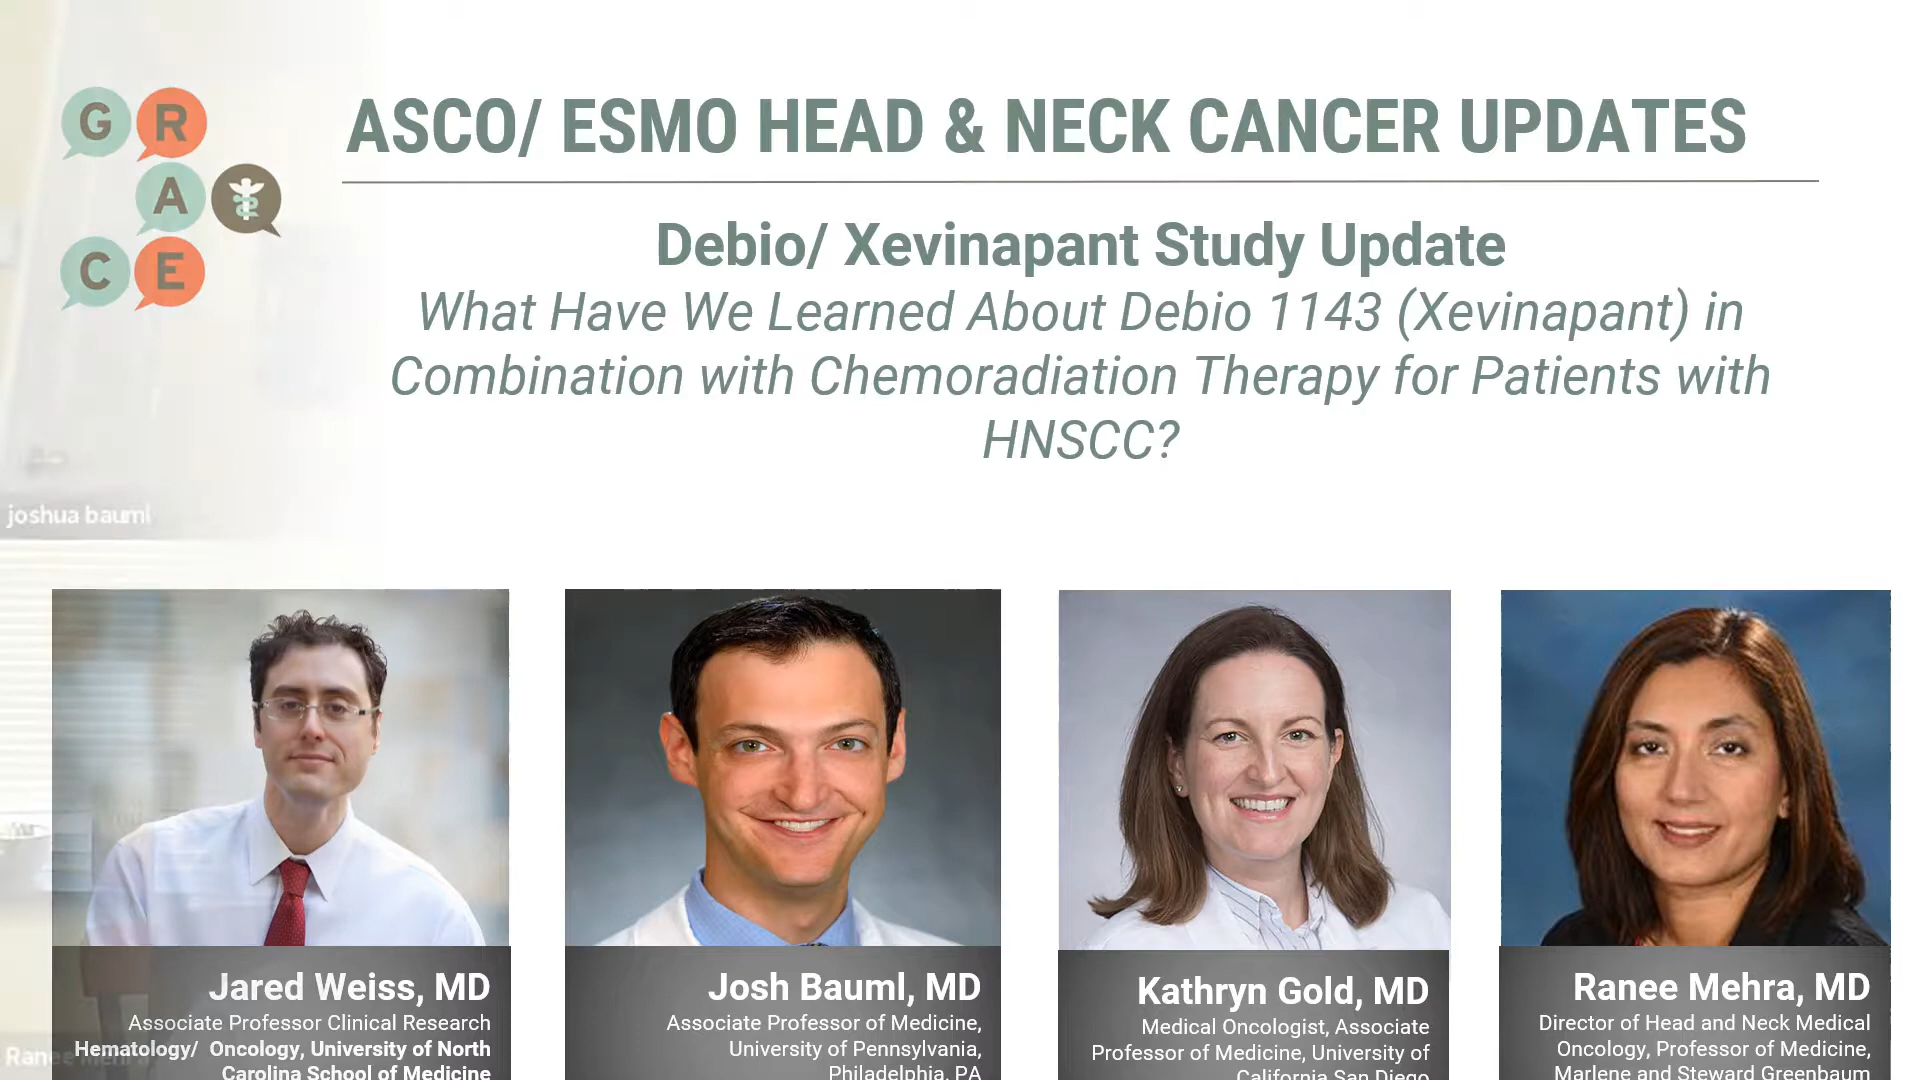 G R
A
C E
ASCO/ ESMO HEAD & NECK CANCER UPDATES
Debio/ Xevinapant Study Update
What Have We Learned About Debio 1143 (Xevinapant) in
Combination with Chemoradiation Therapy for Patients with
HNSCC?
joshua bauml
Jared Weiss, MD
Associate Professor Clinical Research
Hematology/ Oncology, University of North
Carolina School of Medicine
Josh Bauml, MD
Associate Professor of Medicine,
University of Pennsylvania,
Philadelphia, PA
Kathryn Gold, MD
Medical Oncologist, Associate
Professor of Medicine, University of
California San Diego
Ranee Mehra, MD
Director of Head and Neck Medical
Oncology, Professor of Medicine,
Marlene and Steward Greenbaum
Ranee Mehra